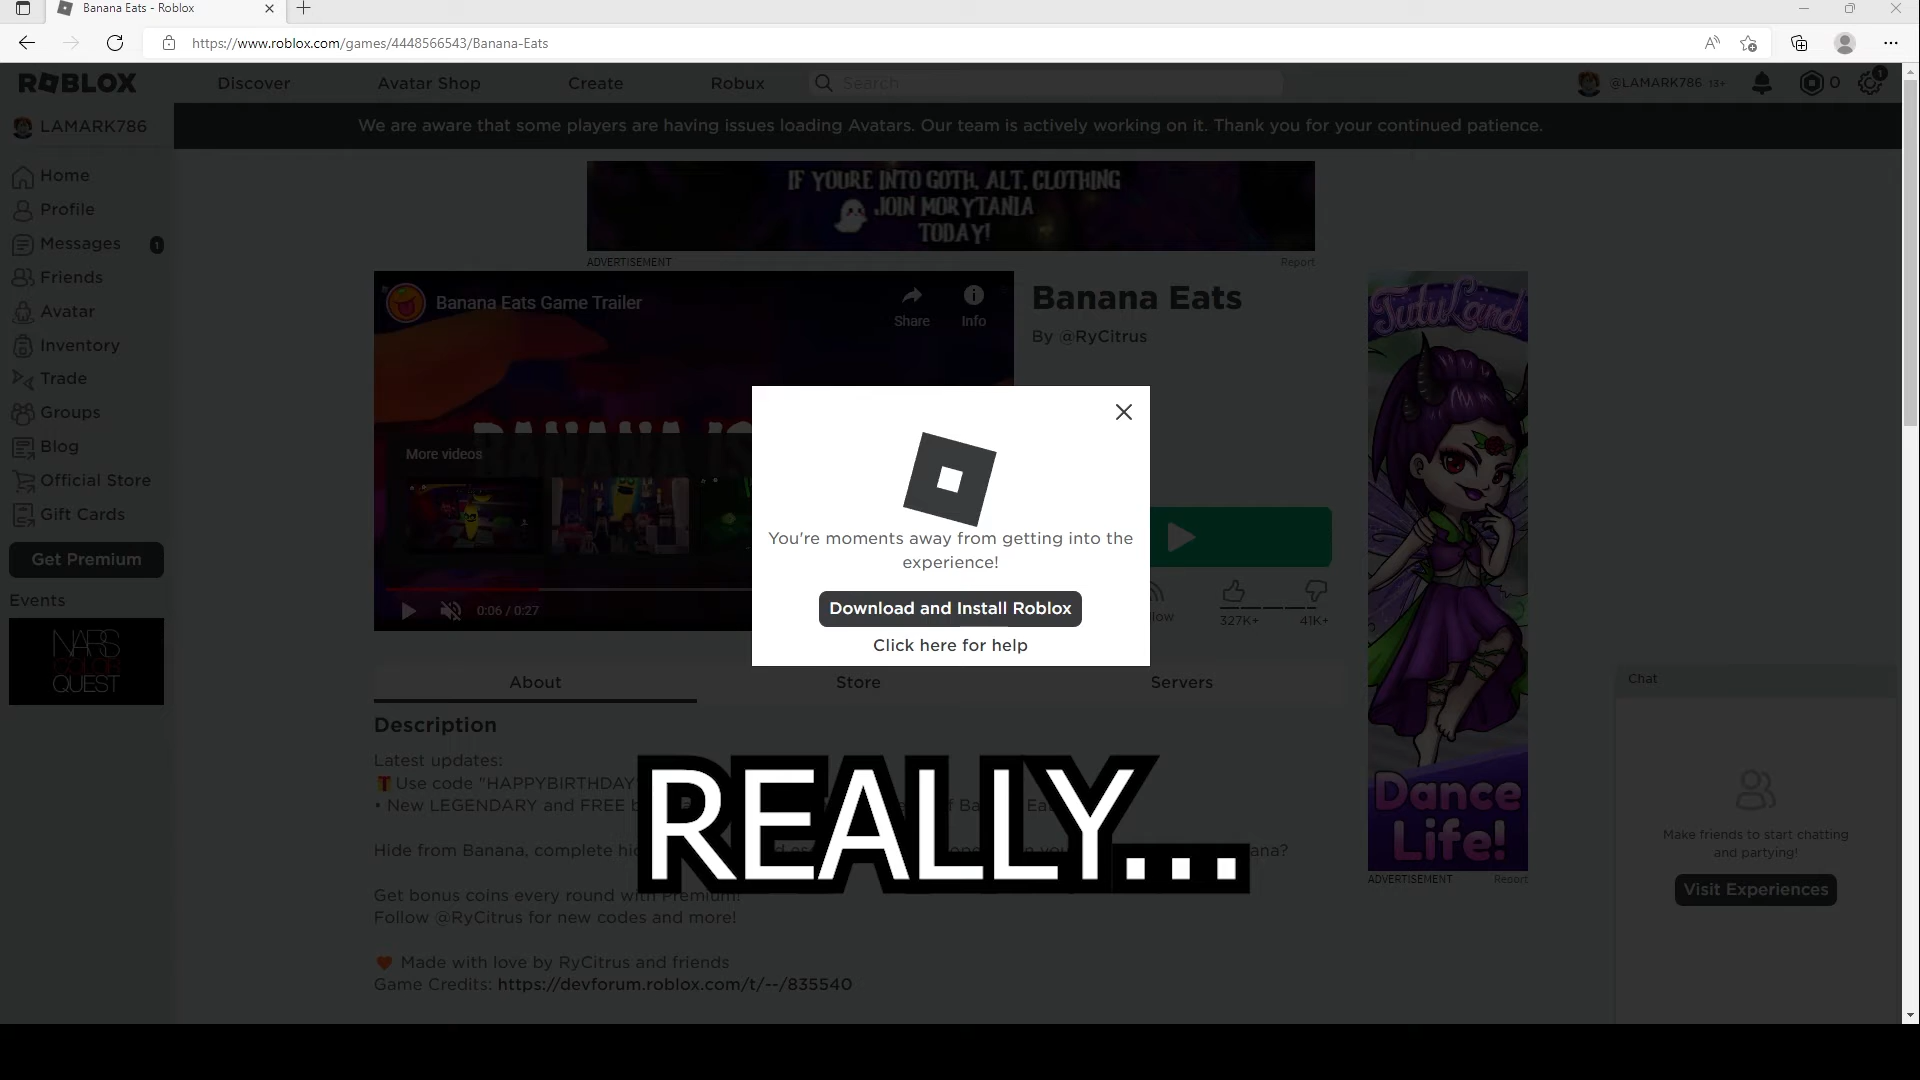 Banana Eats - Roblox
https://www.roblox.com/games/4448566543/Banana-Eats
ROBLOX
Discover
Avatar Shop
Create
Robux
Search
@LAMARK786 13+
0
1
LAMARK786
We are aware that some players are having issues loading Avatars. Our team is actively working on it. Thank you for your continued patience.
Home
Profile
Messages
1
Friends
Avatar
Inventory
Trade
Groups
Blog
Official Store
Gift Cards
Get Premium
Events
NARS
COLOR
QUEST
IF YOURE INTO GOTH, ALT, CLOTHING
JOIN MORYTANIA
TODAY!
ADVERTISEMENT
Report
Banana Eats Game Trailer
Share
Info
BANANA IS
More videos
0:06 / 0:27
Banana Eats
By @RyCitrus
You're moments away from getting into the
experience!
Download and Install Roblox
Click here for help
327K+
41K+
About
Store
Servers
Description
Latest updates:
Use code "HAPPYBIRTHDAY"
• New LEGENDARY and FREE
Hide from Banana, complete
Get bonus coins every round with Premium!
Follow @RyCitrus for new codes and more!
Made with love by RyCitrus and friends
Game Credits: https://devforum.roblox.com/t/--/835540
REALLY...
TutuLand
Dance
Life!
ADVERTISEMENT
Report
Chat
Make friends to start chatting
and partying!
Visit Experiences